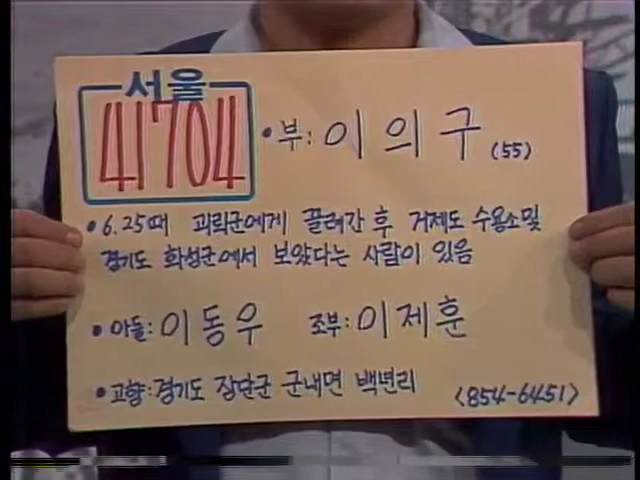 서울
41704
•부: 이의구 (55)
•6.25때 괴뢰군에게 끌려간 후 거제도 수용소및
경기도 화성군에서 보았다는 사람이 있음
•아들: 이동우 조부: 이제훈
•고향: 경기도 장단군 군내면 백년리
<854-6451>